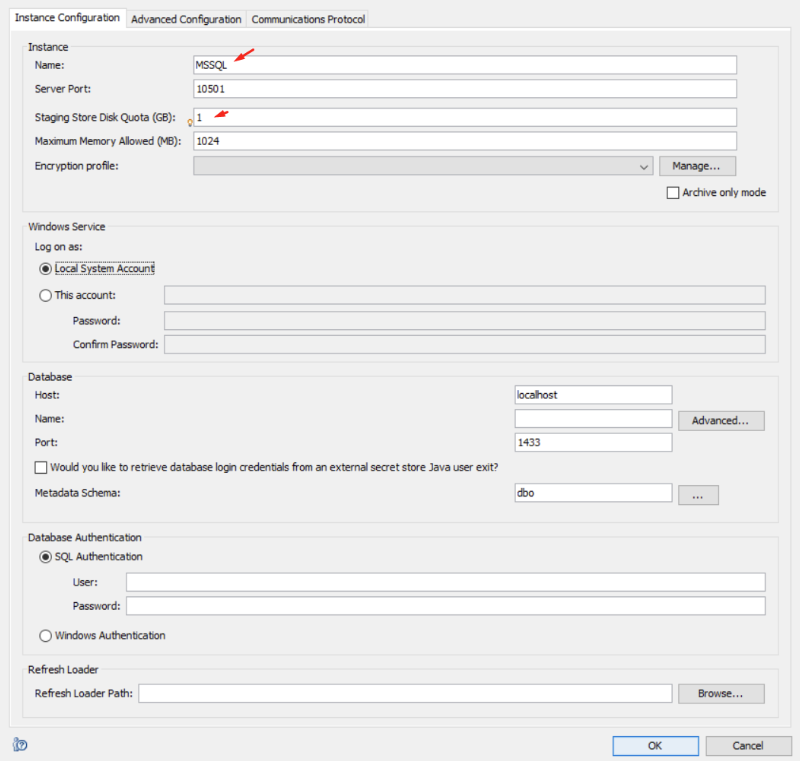 Instance Configuration Advanced Configuration Communications Protocol
Instance
Name: MSSQL
Server Port: 10501
Staging Store Disk Quota (GB): 1
Maximum Memory Allowed (MB): 1024
Encryption profile: Manage...
Archive only mode
Windows Service
Log on as:
Local System Account
This account:
Password:
Confirm Password:
Database
Host: localhost
Name: Advanced...
Port: 1433
Would you like to retrieve database login credentials from an external secret store Java user exit?
Metadata Schema: dbo ...
Database Authentication
SQL Authentication
User:
Password:
Windows Authentication
Refresh Loader
Refresh Loader Path: Browse...
OK Cancel